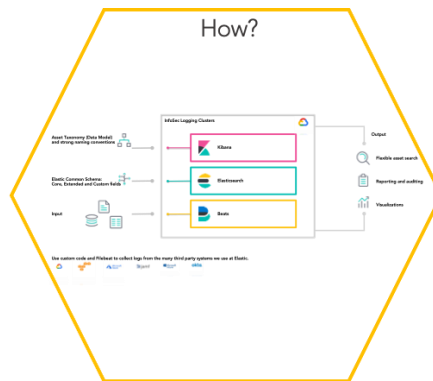 How?
InfoSec Logging Clusters
Asset Taxonomy (Data Model)
and strong naming conventions
Kibana
Output
Flexible asset search
Elastic Common Schema:
Core, Extended and Custom fields
Elasticsearch
Reporting and auditing
Input
Beats
Visualizations
Use custom code and Filebeat to collect logs from the many third party systems we use at Elastic.